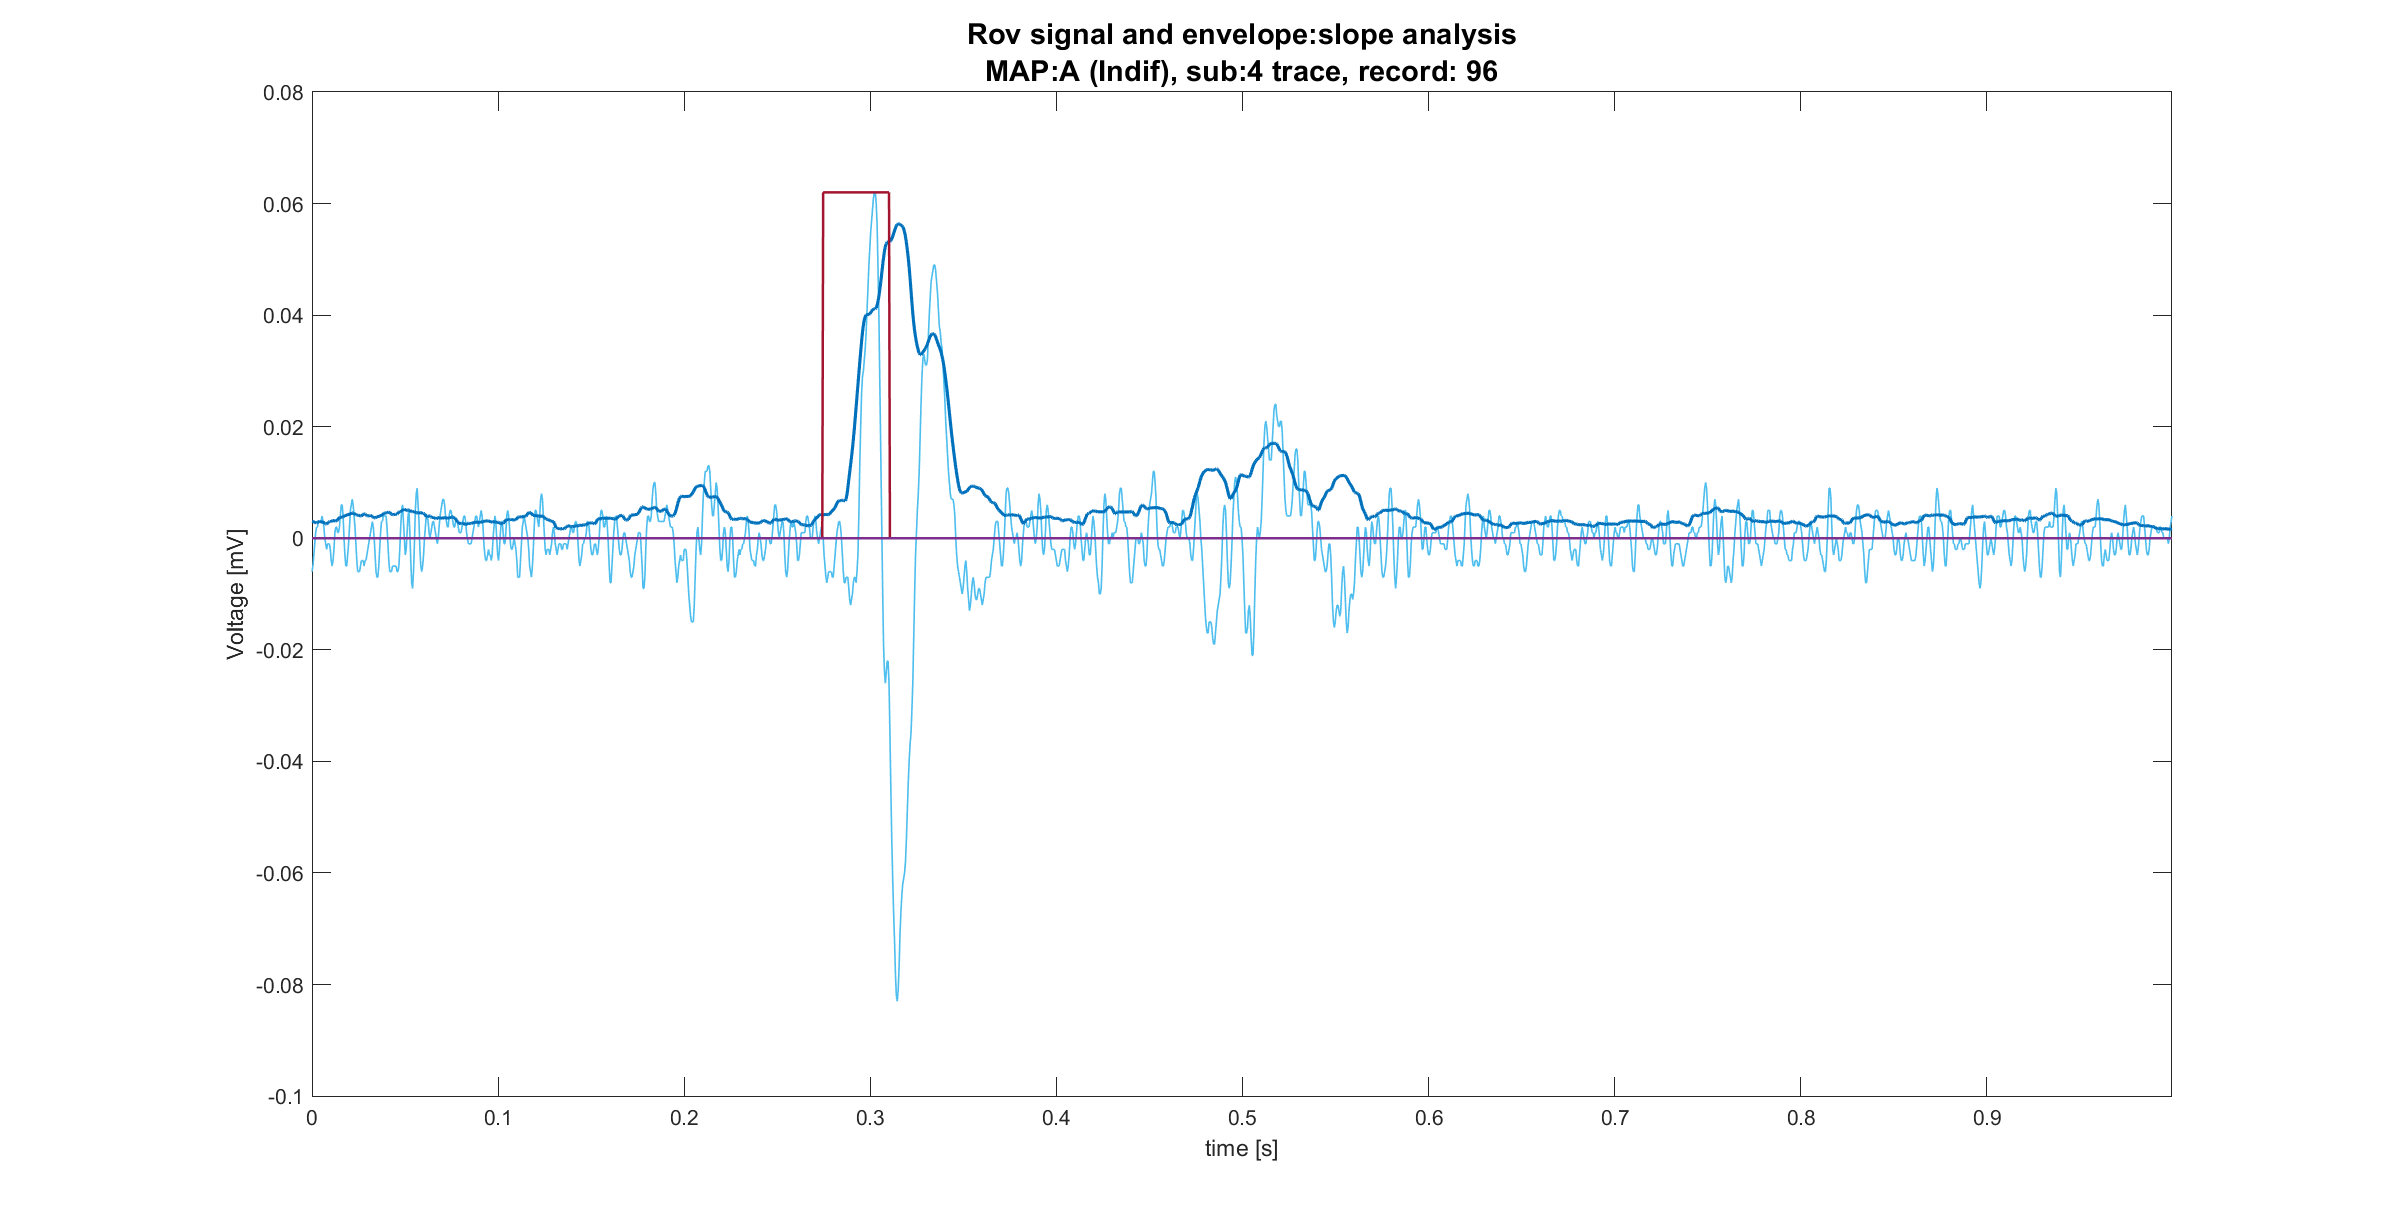 Rov signal and envelope:slope analysis
MAP:A (Indif), sub:4 trace, record: 96
0.08
0.06
0.04
0.02
0
-0.02
-0.04
-0.06
-0.08
-0.1
Voltage [mV]
0 0.1 0.2 0.3 0.4 0.5 0.6 0.7 0.8 0.9
time [s]